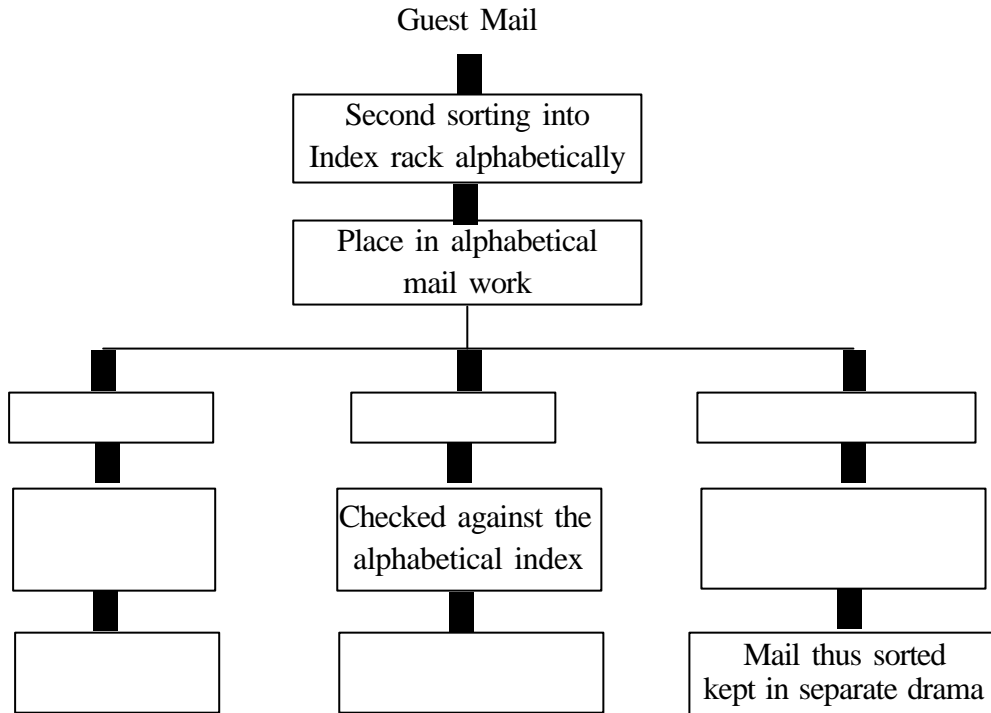 Guest Mail
Second sorting into
Index rack alphabetically
Place in alphabetical
mail work
Checked against the
alphabetical index
Mail thus sorted
kept in separate drama